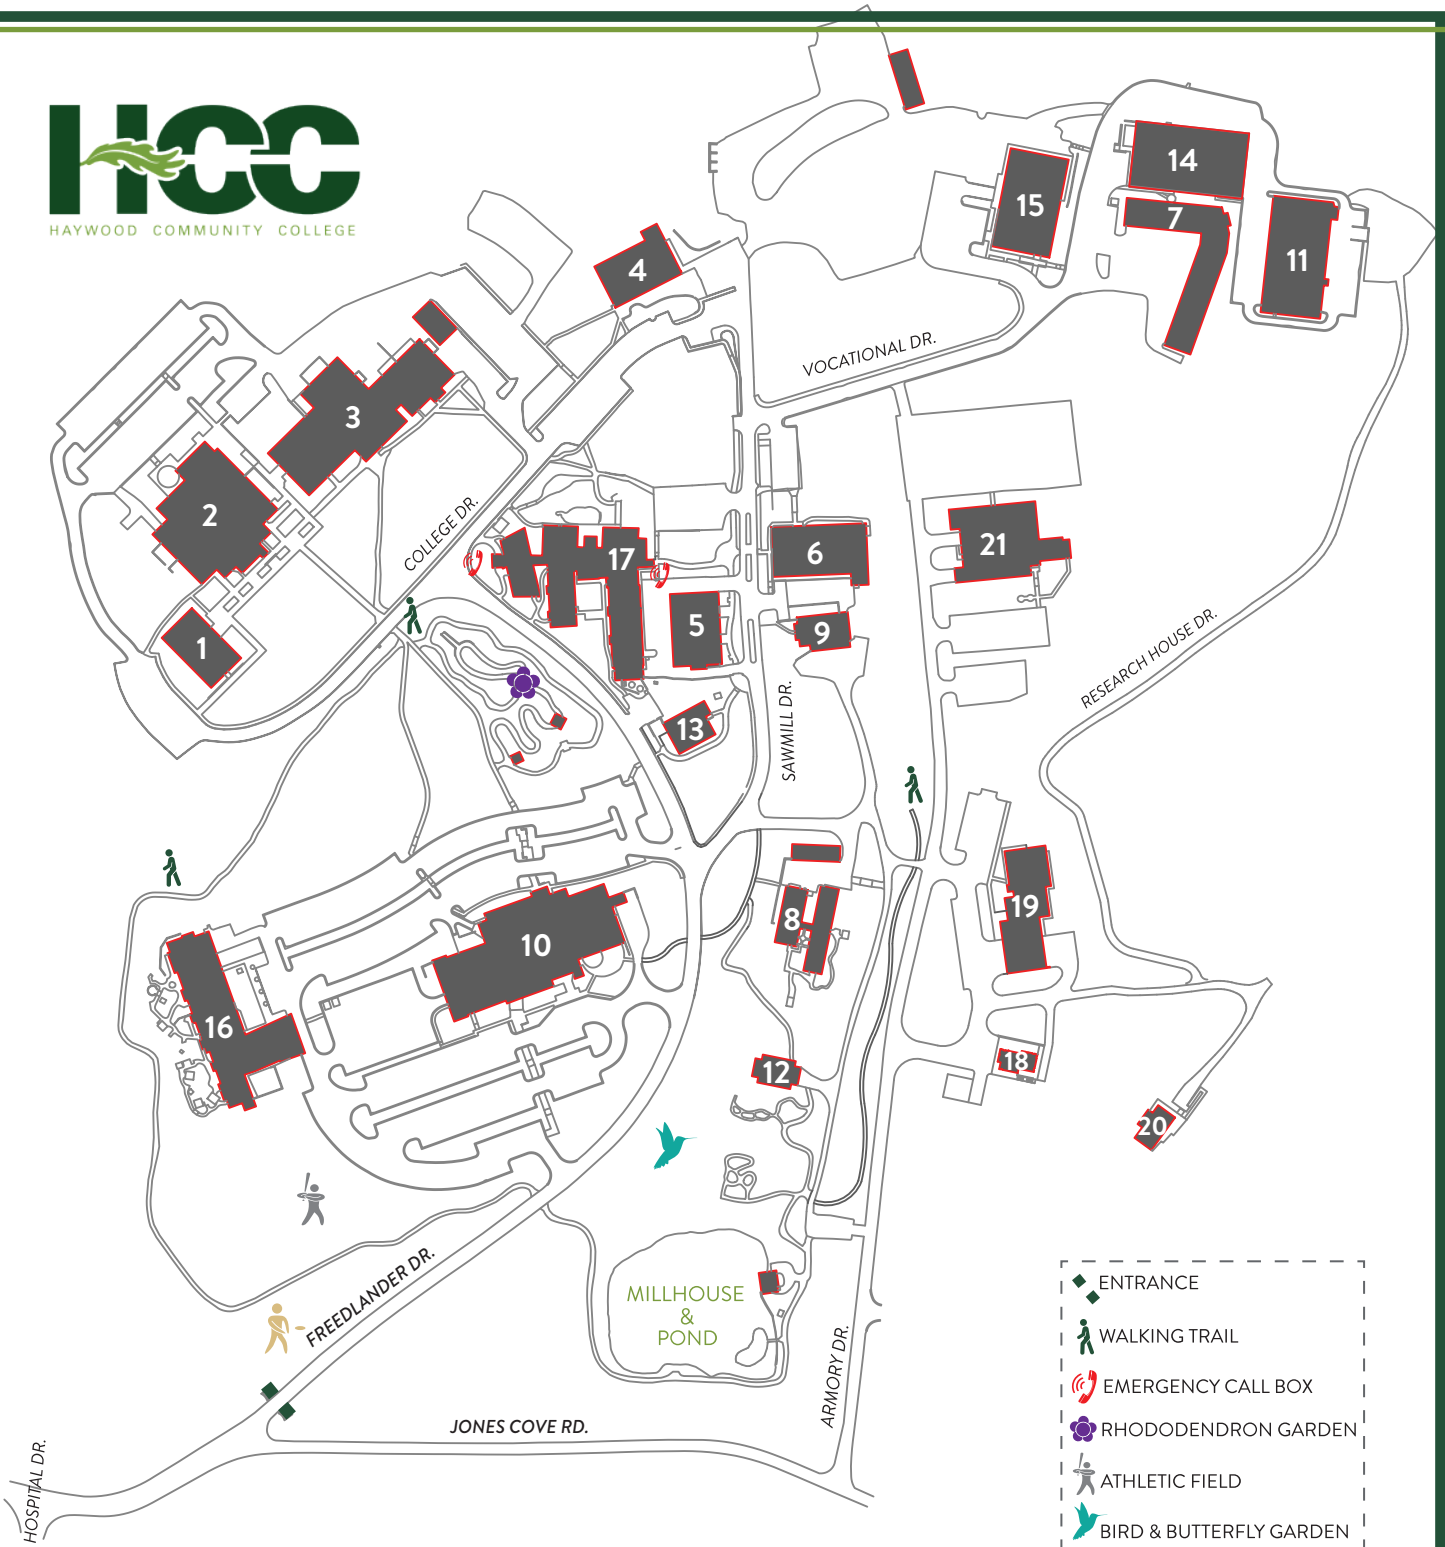 HCC
HAYWOOD COMMUNITY COLLEGE
14
15
7
11
4
VOCATIONAL DR.
3
2
COLLEGE DR.
17
6
21
5
9
1
RESEARCH HOUSE DR.
13
SAWMILL DR.
19
8
10
16
18
12
20
FREEDLANDER DR.
MILLHOUSE
&
POND
ARMORY DR.
JONES COVE RD.
HOSPITAL DR.
ENTRANCE
WALKING TRAIL
EMERGENCY CALL BOX
RHODODENDRON GARDEN
ATHLETIC FIELD
BIRD & BUTTERFLY GARDEN